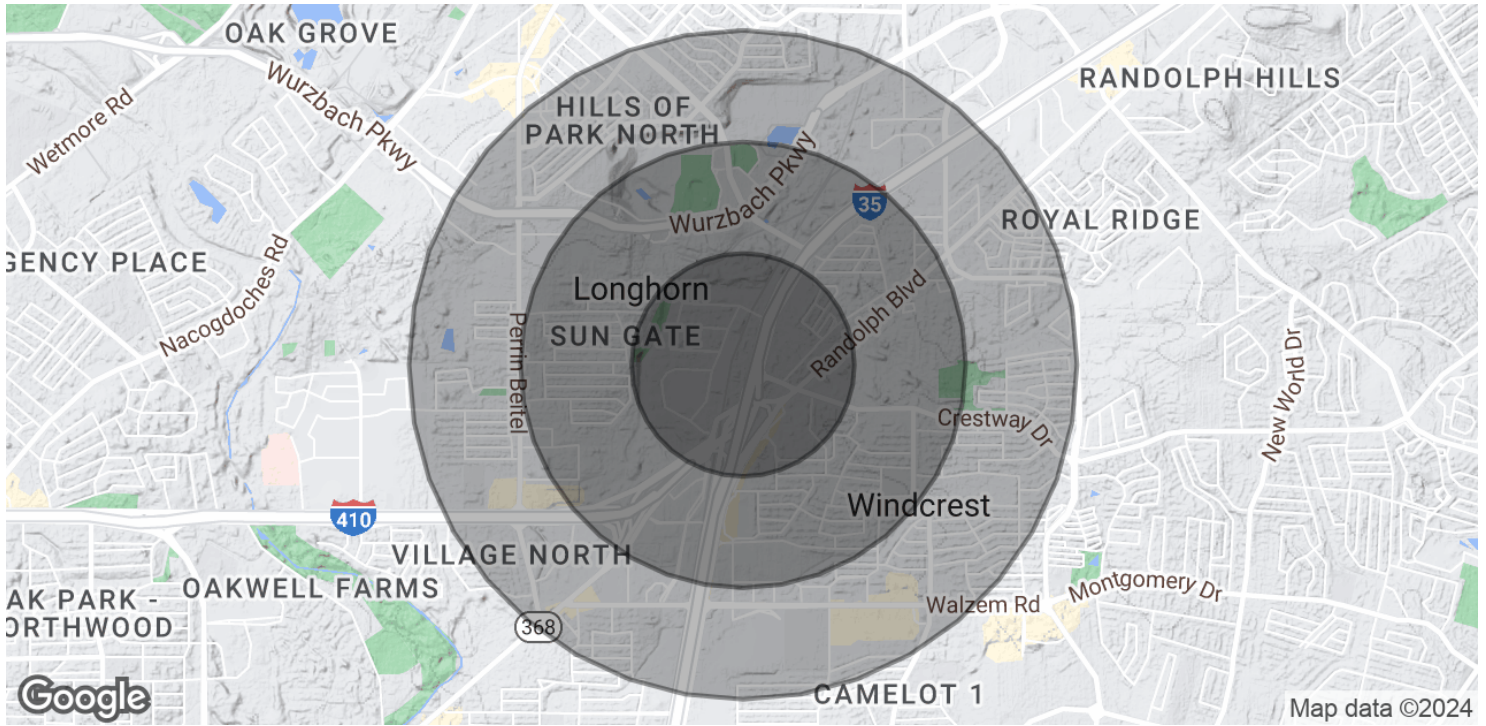 OAK GROVE
Wurzbach Pkwy
Wetmore Rd
RANDOLPH HILLS
HILLS OF
PARK NORTH
Wurzbach Pkwy
35
ROYAL RIDGE
GENCY PLACE
Nacogdoches Rd
Longhorn
SUN GATE
Perrin Beitel
Randolph Blvd
New World Dr
Crestway Dr
Windcrest
410
VILLAGE NORTH
OAKWELL FARMS
AK PARK -
ORTHWOOD
368
Walzem Rd
Montgomery Dr
CAMELOT 1
Google
Map data ©2024